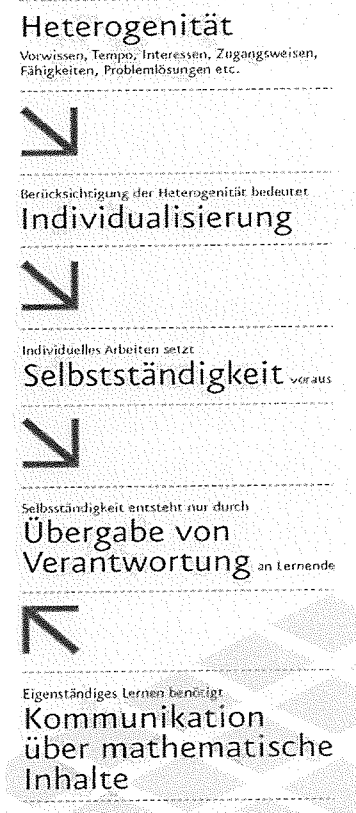 Heterogenität
Vorwissen, Tempo, Interessen, Zugangsweisen,
Fähigkeiten, Problemlösungen etc.
Berücksichtigung der Heterogenität bedeutet
Individualisierung
Individuelles Arbeiten setzt
Selbstständigkeit voraus
Selbsständigkeit entsteht nur durch
Übergabe von
Verantwortung an Lernende
Eigenständiges Lernen benötigt
Kommunikation
über mathematische
Inhalte